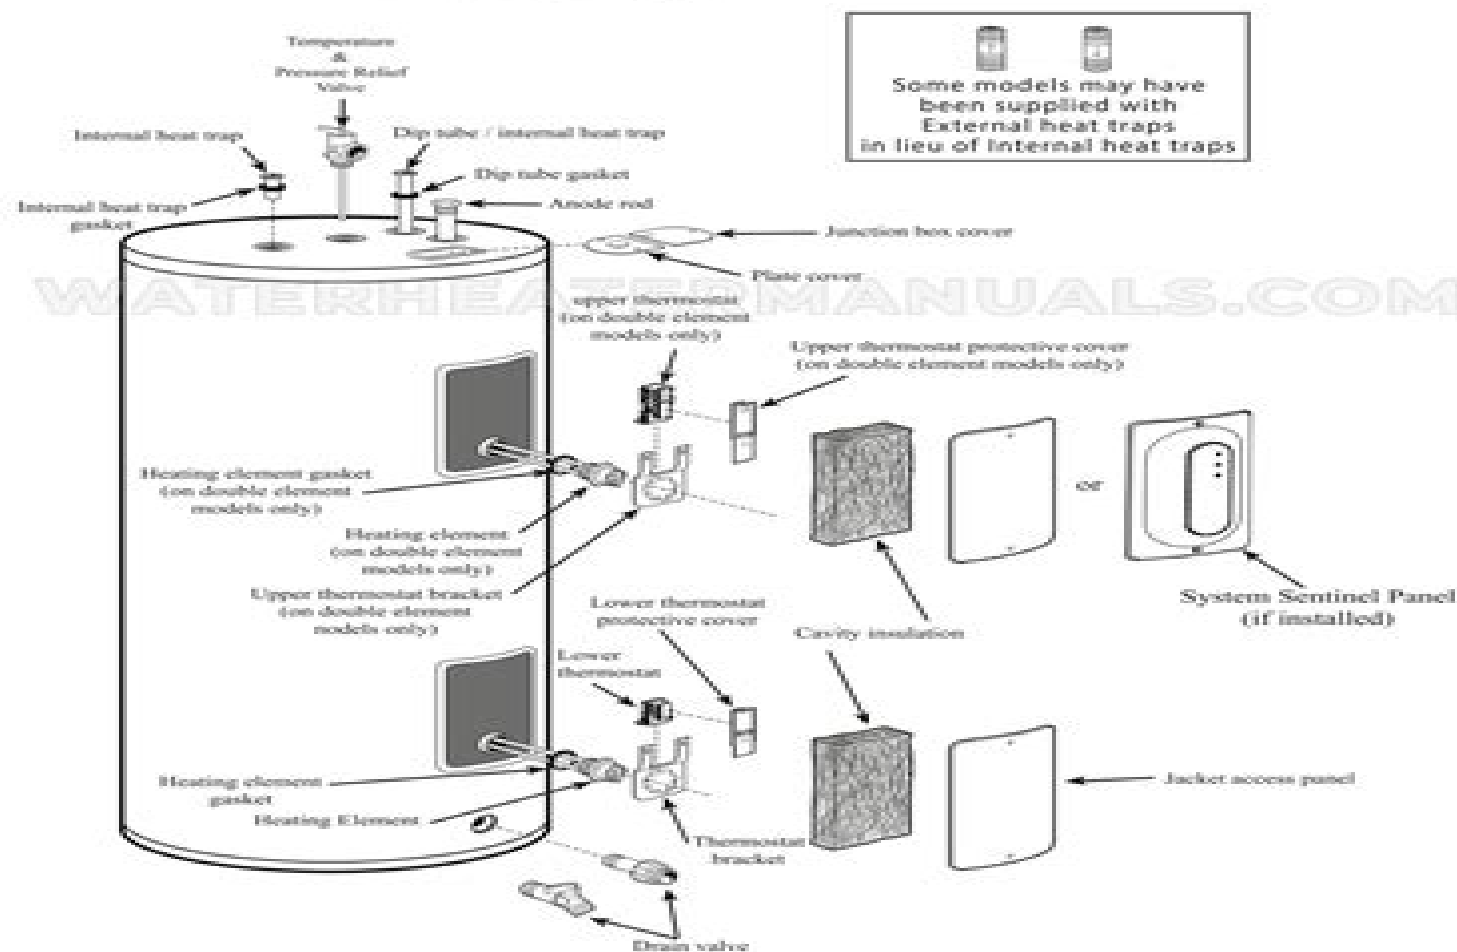 Temperature
&
Pressure Relief
Valve
Internal heat trap
Dip tube / internal heat trap
Dip tube gasket
Anode rod
Internal heat trap
gasket
Junction box cover
Plate cover
Some models may have
been supplied with
External heat traps
in lieu of Internal heat traps
WATERHEATERMANUALS.COM
upper thermostat
(on double element
models only)
Upper thermostat protective cover
(on double element models only)
Heating element gasket
(on double element
models only)
Heating element
(on double element
models only)
Upper thermostat bracket
(on double element
models only)
or
System Sentinel Panel
(if installed)
Cavity insulation
Lower thermostat
protective cover
Lower
thermostat
Heating element
gasket
Heating Element
Thermostat
bracket
Jacket access panel
Drain valve